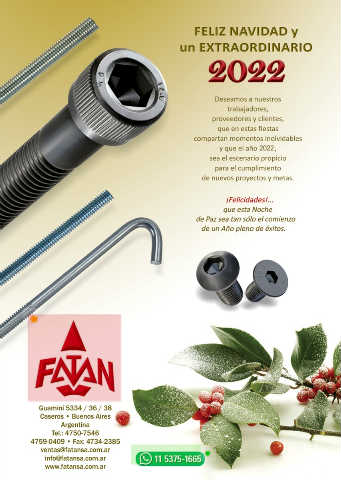 FELIZ NAVIDAD y
un EXTRAORDINARIO
2022
Deseamos a nuestros
trabajadores,
proveedores y clientes,
que en estas fiestas
compartan momentos inolvidables
y que el año 2022,
sea el escenario propicio
para el cumplimiento
de nuevos proyectos y metas.
¡Felicidades!...
que esta Noche
de Paz sea tan sólo el comienzo
de un Año pleno de éxitos.
FATAN
Guaminí 5334 / 36 / 38
Caseros • Buenos Aires
Argentina
Tel: 4750-7546
4759-0409 • Fax: 4734-2385
ventas@fatansa.com.ar
info@fatansa.com.ar
www.fatansa.com.ar
11 5375-1665